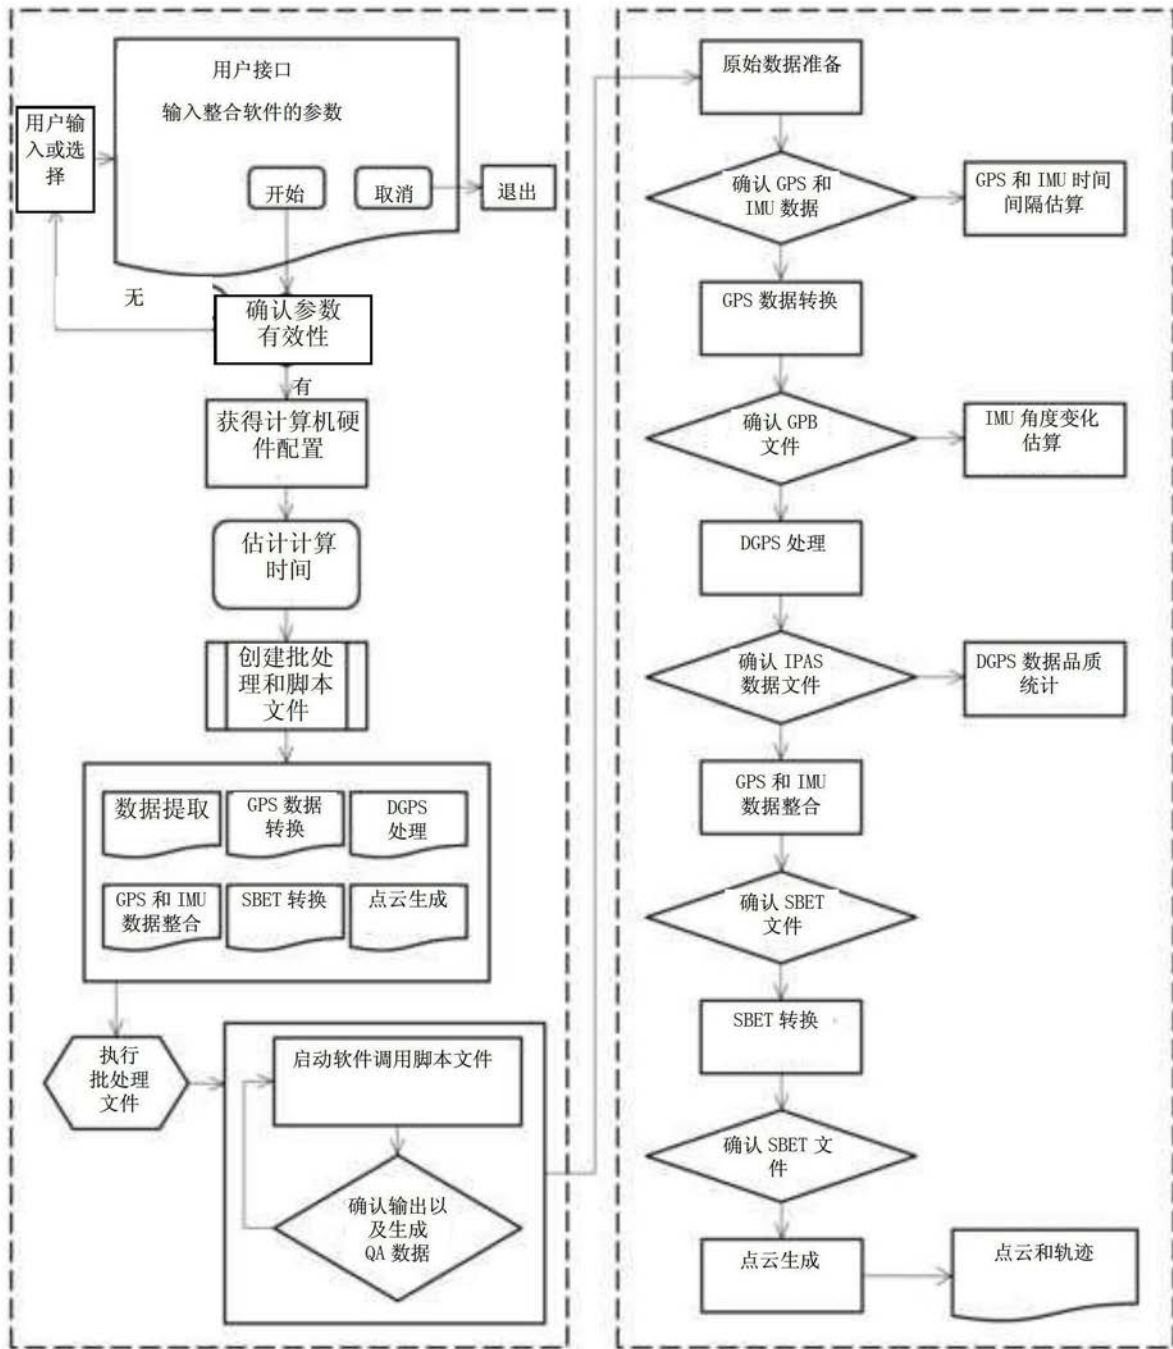 用户接口
输入整合软件的参数
用户输
入或选
择
开始
取消
退出
无
确认参数
有效性
有
获得计算机硬
件配置
估计计算
时间
创建批处
理和脚本
文件
数据提取
GPS 数据
转换
DGPS
处理
GPS 和 IMU
数据整合
SBET 转换
点云生成
执行
批处理
文件
启动软件调用脚本文件
确认输出以
及生成
QA 数据
原始数据准备
确认 GPS 和
IMU 数据
GPS 和 IMU 时间
间隔估算
GPS 数据转换
确认 GPB
文件
IMU 角度变化
估算
DGPS 处理
确认 IPAS
数据文件
DGPS 数据品质
统计
GPS 和 IMU
数据整合
确认 SBET
文件
SBET 转换
确认 SBET 文
件
点云生成
点云和轨迹